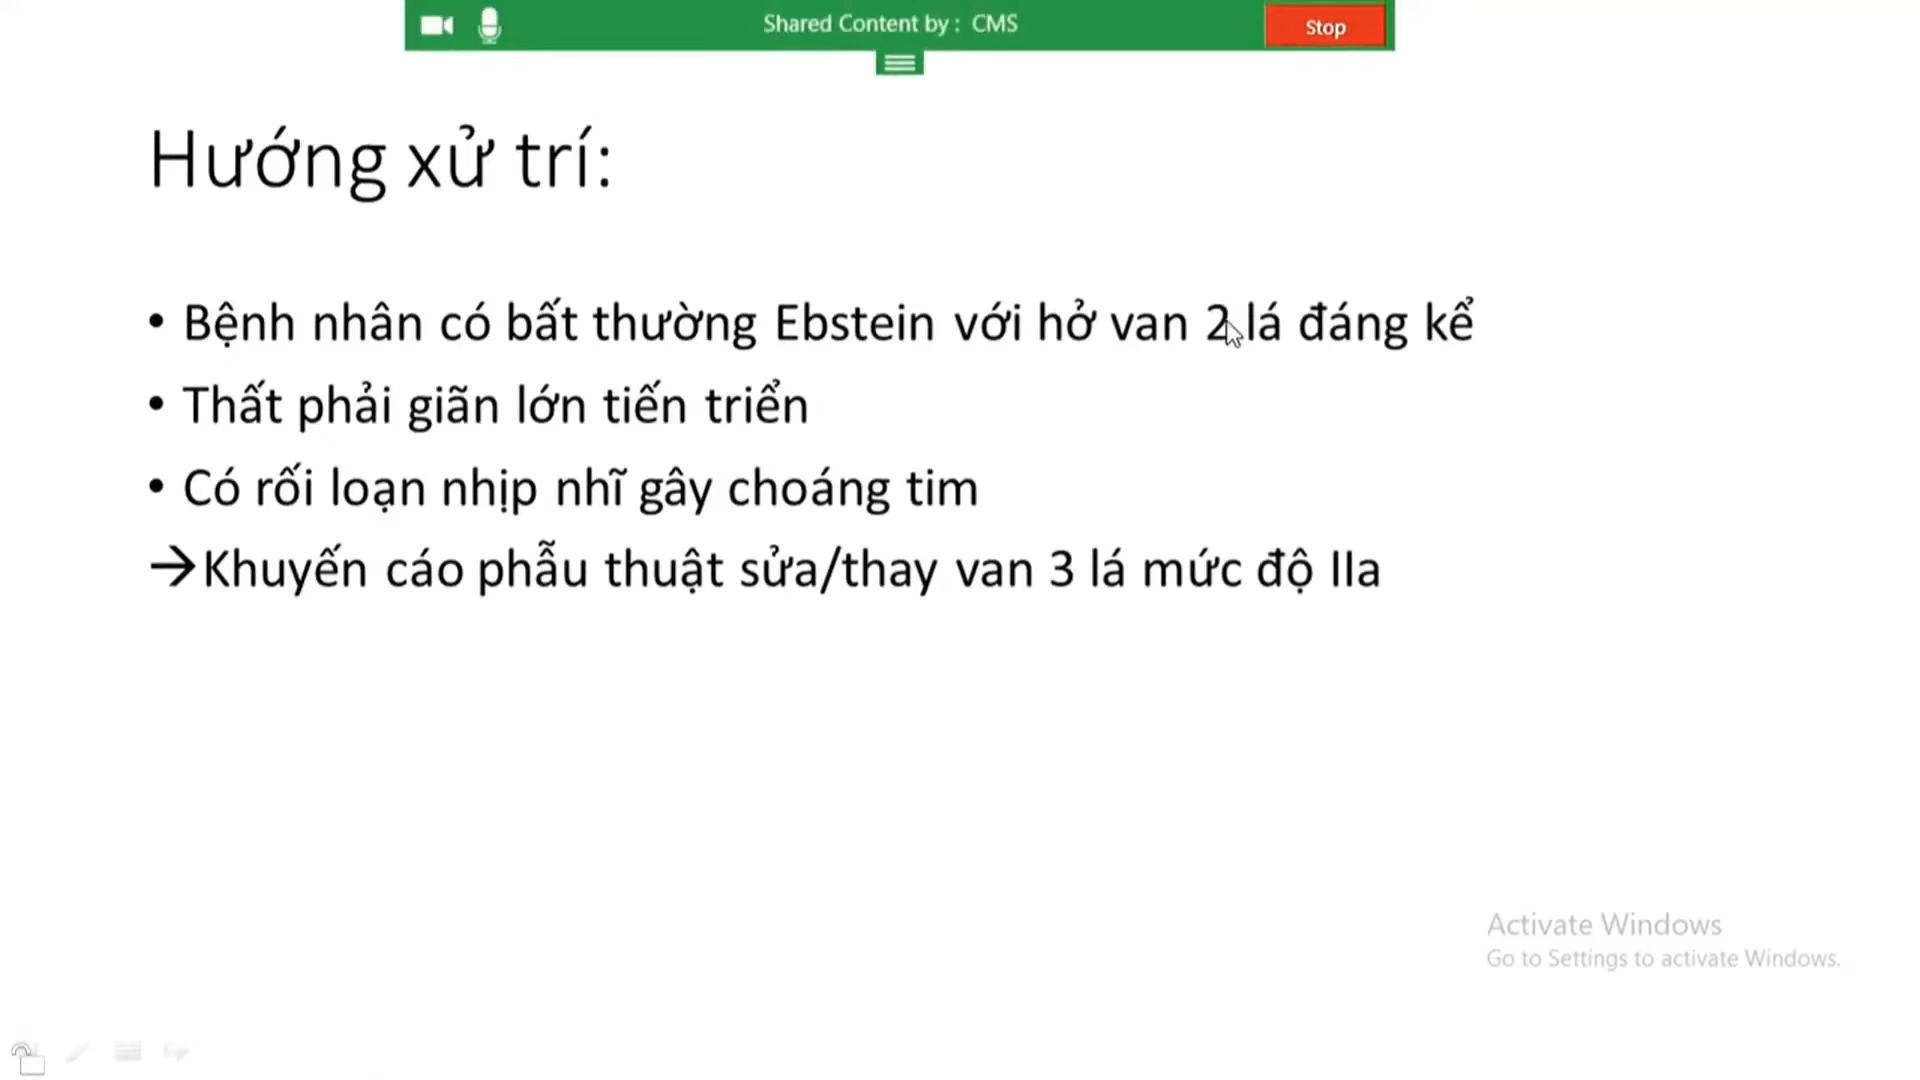 Shared Content by : CMS
Stop
Hướng xử trí:
• Bệnh nhân có bất thường Ebstein với hở van 2 lá đáng kể
• Thất phải giãn lớn tiến triển
• Có rối loạn nhịp nhĩ gây choáng tim
→Khuyến cáo phẫu thuật sửa/thay van 3 lá mức độ IIa
Activate Windows
Go to Settings to activate Windows.